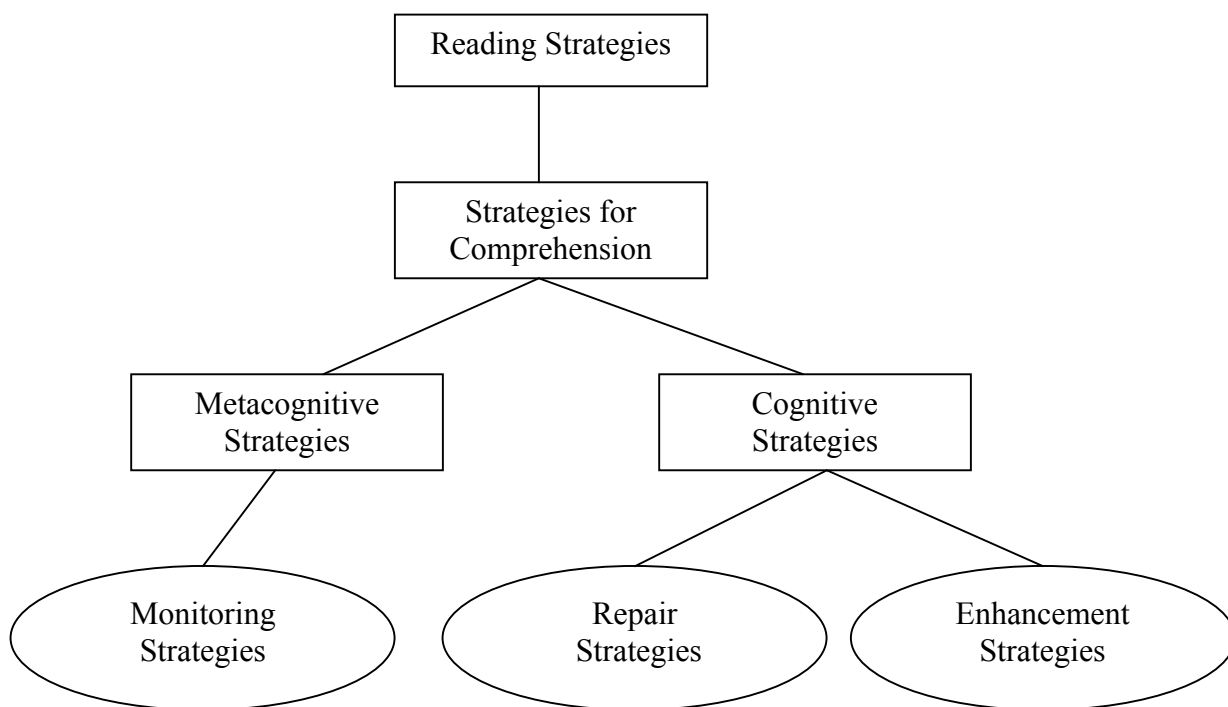 Reading Strategies
Strategies for
Comprehension
Metacognitive
Strategies
Cognitive
Strategies
Monitoring
Strategies
Repair
Strategies
Enhancement
Strategies